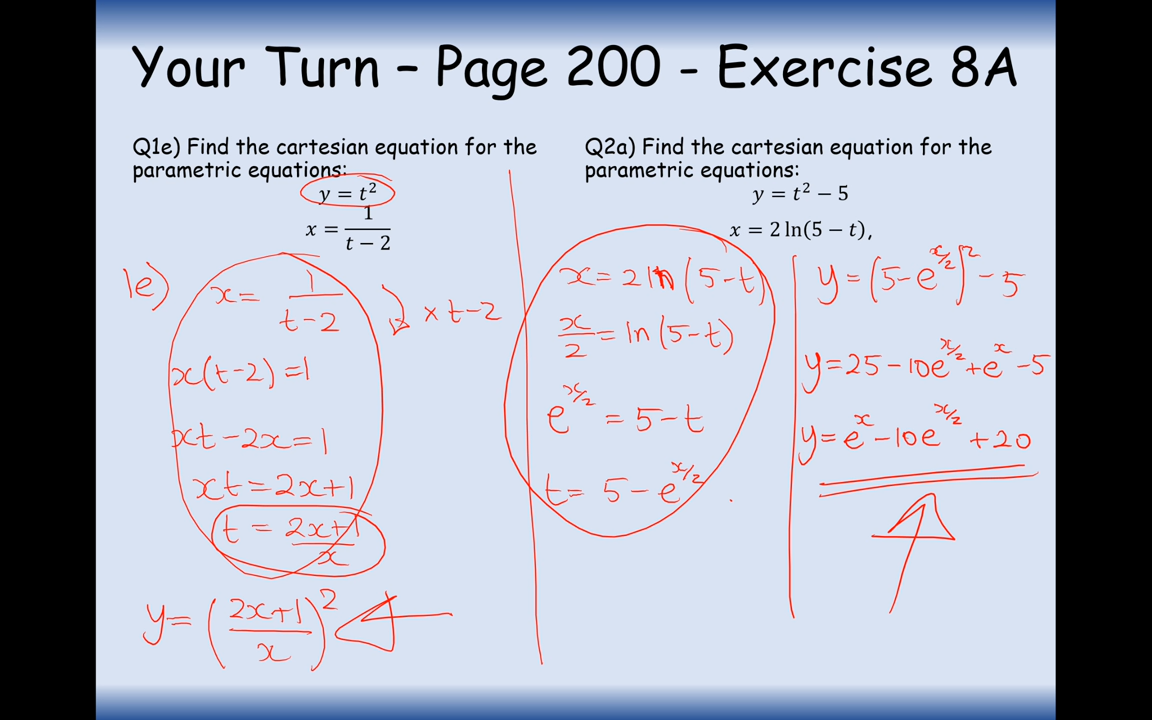 Your Turn – Page 200 - Exercise 8A
Q1e) Find the cartesian equation for the
parametric equations:
y = t²
x = 1/(t − 2)
1e)
x = 1/(t-2)
× t-2
x(t-2) = 1
xt - 2x = 1
xt = 2x+1
t = (2x+1)/x
y = ((2x+1)/x)²
Q2a) Find the cartesian equation for the
parametric equations:
y = t² − 5
x = 2 ln(5 − t),
x = 2ln(5-t)
x/2 = ln(5-t)
e^(x/2) = 5-t
t = 5 - e^(x/2)
y = (5-e^(x/2))² - 5
y = 25 - 10e^(x/2) + e^x - 5
y = e^x - 10e^(x/2) + 20